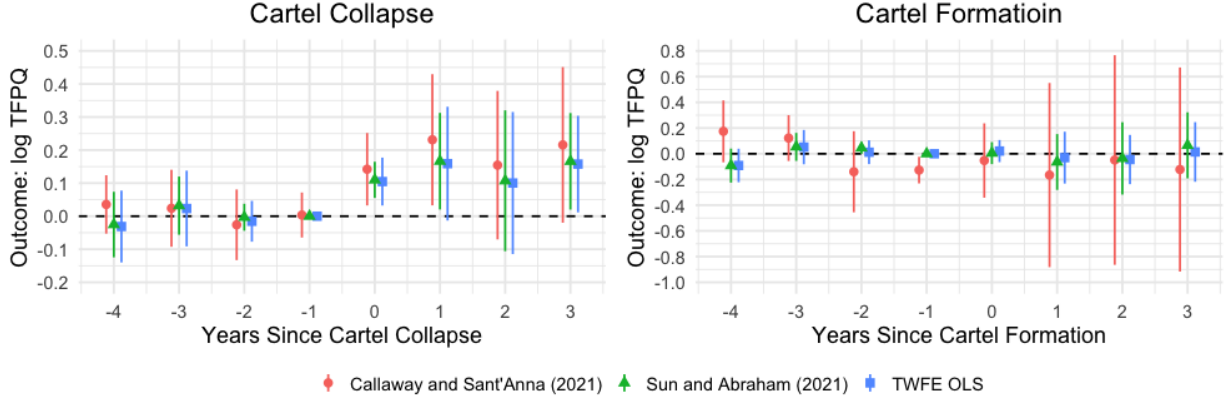 Cartel Collapse
Outcome: log TFPQ
0.5
0.4
0.3
0.2
0.1
0.0
-0.1
-0.2
-4 -3 -2 -1 0 1 2 3
Years Since Cartel Collapse
Cartel Formatioin
Outcome: log TFPQ
0.8
0.6
0.4
0.2
0.0
-0.2
-0.4
-0.6
-0.8
-1.0
-4 -3 -2 -1 0 1 2 3
Years Since Cartel Formation
Callaway and Sant'Anna (2021) Sun and Abraham (2021) TWFE OLS